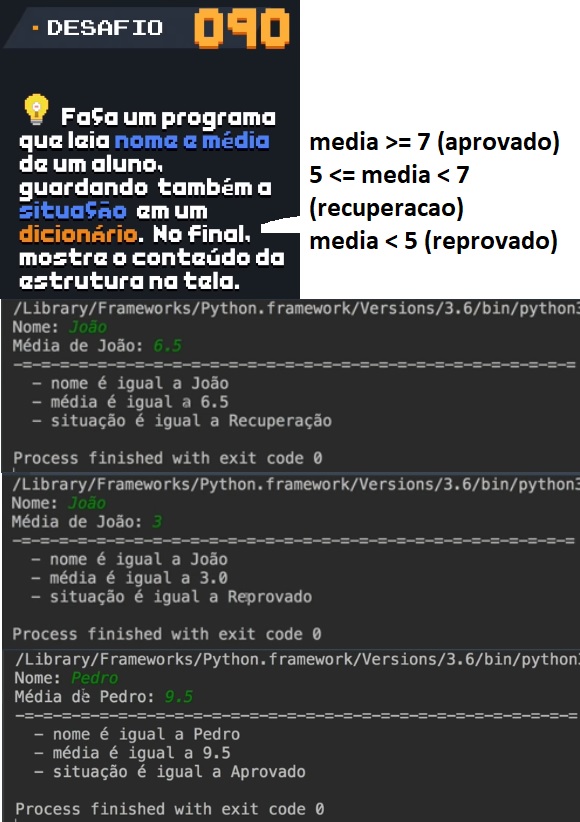 · DESAFIO 090
Faça um programa
que leia nome e média
de um aluno,
guardando também a
situação em um
dicionário. No final,
mostre o conteúdo da
estrutura na tela.
media >= 7 (aprovado)
5 <= media < 7
(recuperacao)
media < 5 (reprovado)
/Library/Frameworks/Python.framework/Versions/3.6/bin/python3
Nome: João
Média de João: 6.5
-=-=-=-=-=-=-=-=-=-=-=-=-=-=-=-=-=-=-=-=-=-=-=-=-=-=-=-=-=-=
- nome é igual a João
- média é igual a 6.5
- situação é igual a Recuperação
Process finished with exit code 0
/Library/Frameworks/Python.framework/Versions/3.6/bin/python3
Nome: João
Média de João: 3
-=-=-=-=-=-=-=-=-=-=-=-=-=-=-=-=-=-=-=-=-=-=-=-=-=-=-=-=-=-=
- nome é igual a João
- média é igual a 3.0
- situação é igual a Reprovado
Process finished with exit code 0
/Library/Frameworks/Python.framework/Versions/3.6/bin/python3
Nome: Pedro
Média de Pedro: 9.5
-=-=-=-=-=-=-=-=-=-=-=-=-=-=-=-=-=-=-=-=-=-=-=-=-=-=-=-=-=-=
- nome é igual a Pedro
- média é igual a 9.5
- situação é igual a Aprovado
Process finished with exit code 0